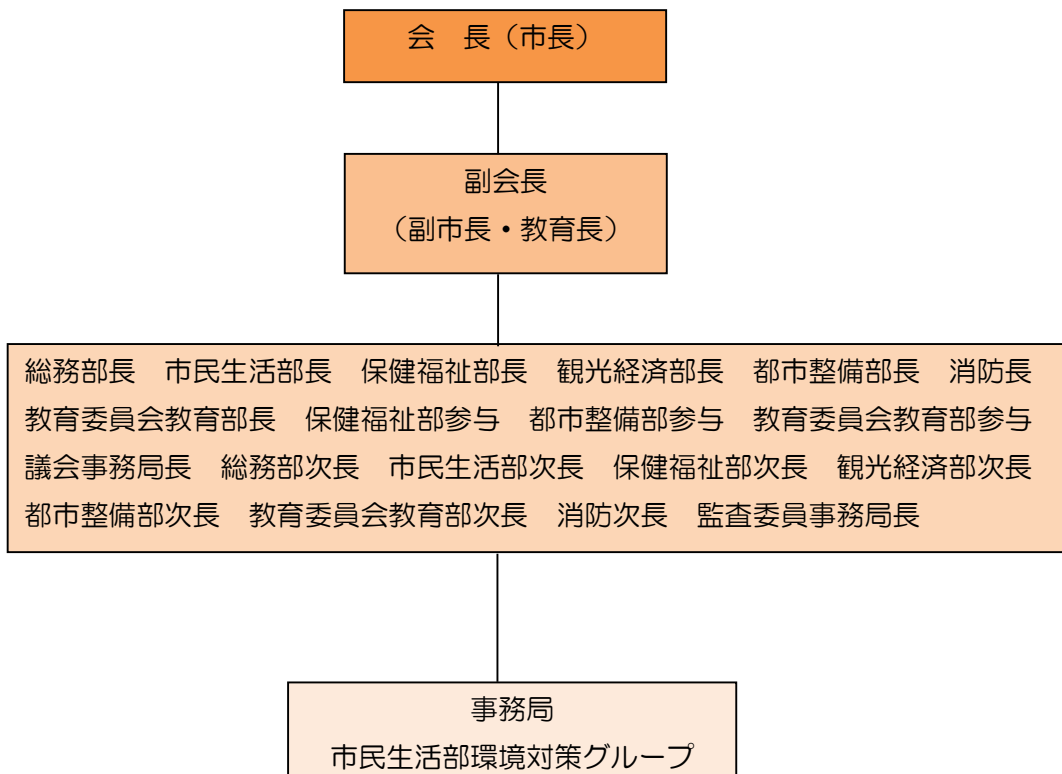 会　長（市長）
副会長
（副市長・教育長）
総務部長　市民生活部長　保健福祉部長　観光経済部長　都市整備部長　消防長
教育委員会教育部長　保健福祉部参与　都市整備部参与　教育委員会教育部参与
議会事務局長　総務部次長　市民生活部次長　保健福祉部次長　観光経済部次長
都市整備部次長　教育委員会教育部次長　消防次長　監査委員事務局長
事務局
市民生活部環境対策グループ